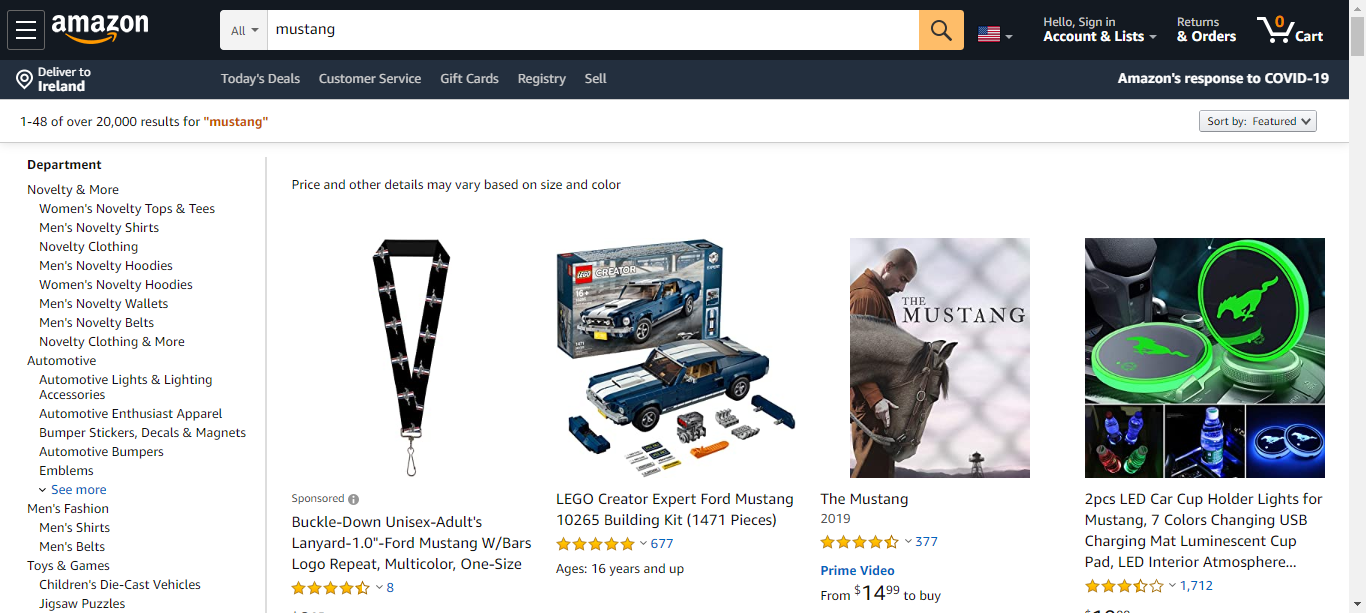 amazon
All
mustang
Hello, Sign in
Account & Lists
Returns
& Orders
0
Cart
Deliver to
Ireland
Today's Deals
Customer Service
Gift Cards
Registry
Sell
Amazon's response to COVID-19
1-48 of over 20,000 results for "mustang"
Sort by: Featured
Department
Novelty & More
Women's Novelty Tops & Tees
Men's Novelty Shirts
Novelty Clothing
Men's Novelty Hoodies
Women's Novelty Hoodies
Men's Novelty Wallets
Men's Novelty Belts
Novelty Clothing & More
Automotive
Automotive Lights & Lighting
Accessories
Automotive Enthusiast Apparel
Bumper Stickers, Decals & Magnets
Automotive Bumpers
Emblems
See more
Men's Fashion
Men's Shirts
Men's Belts
Toys & Games
Children's Die-Cast Vehicles
Jigsaw Puzzles
Price and other details may vary based on size and color
Sponsored
Buckle-Down Unisex-Adult's
Lanyard-1.0"-Ford Mustang W/Bars
Logo Repeat, Multicolor, One-Size
8
LEGO
CREATOR
16+
LEGO Creator Expert Ford Mustang
10265 Building Kit (1471 Pieces)
677
Ages: 16 years and up
THE
MUSTANG
The Mustang
2019
377
Prime Video
From $14.99 to buy
P
2pcs LED Car Cup Holder Lights for
Mustang, 7 Colors Changing USB
Charging Mat Luminescent Cup
Pad, LED Interior Atmosphere...
1,712